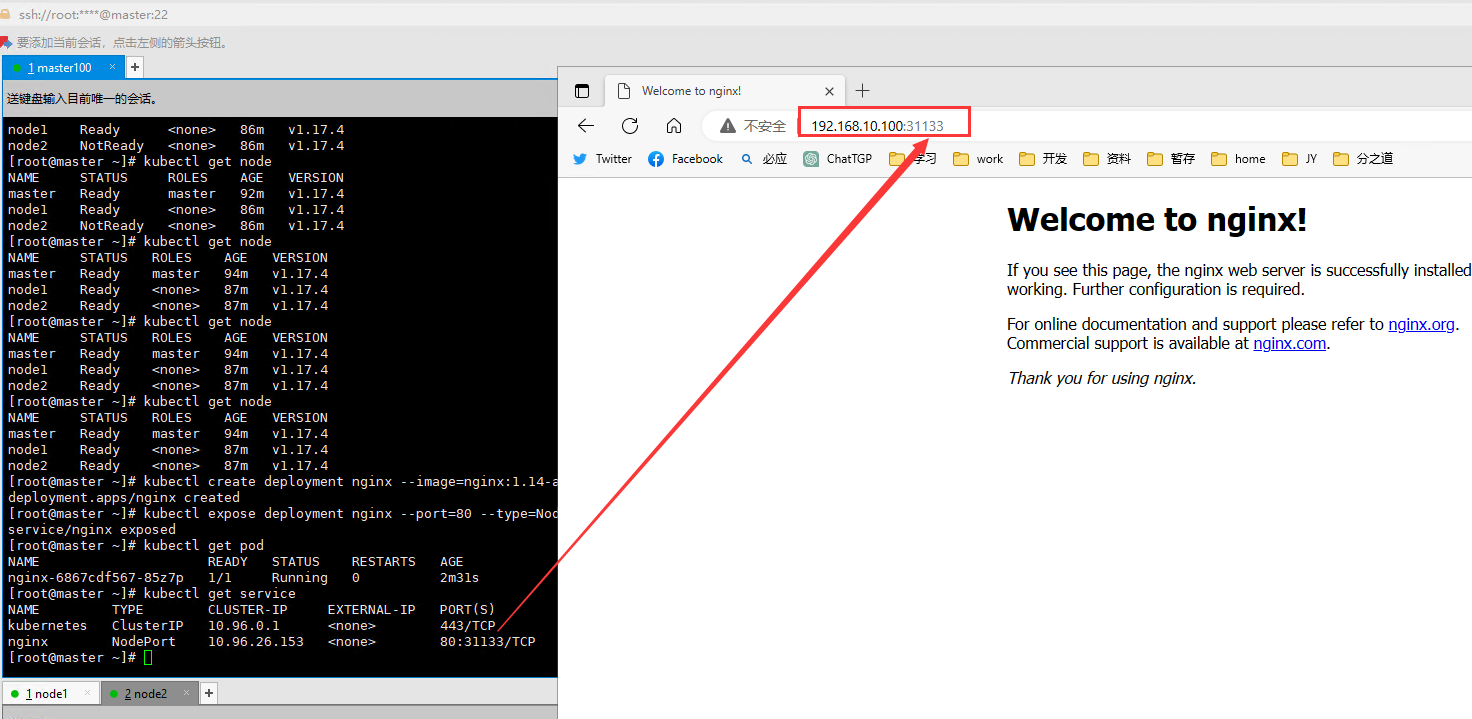 ssh://root:****@master:22
要添加当前会话，点击左侧的箭头按钮。
1 master100
送键盘输入目前唯一的会话。
node1    Ready      <none>   86m   v1.17.4
node2    NotReady   <none>   86m   v1.17.4
[root@master ~]# kubectl get node
NAME     STATUS     ROLES    AGE   VERSION
master   Ready      master   92m   v1.17.4
node1    Ready      <none>   86m   v1.17.4
node2    NotReady   <none>   86m   v1.17.4
[root@master ~]# kubectl get node
NAME     STATUS   ROLES    AGE   VERSION
master   Ready    master   94m   v1.17.4
node1    Ready    <none>   87m   v1.17.4
node2    Ready    <none>   87m   v1.17.4
[root@master ~]# kubectl get node
NAME     STATUS   ROLES    AGE   VERSION
master   Ready    master   94m   v1.17.4
node1    Ready    <none>   87m   v1.17.4
node2    Ready    <none>   87m   v1.17.4
[root@master ~]# kubectl get node
NAME     STATUS   ROLES    AGE   VERSION
master   Ready    master   94m   v1.17.4
node1    Ready    <none>   87m   v1.17.4
node2    Ready    <none>   87m   v1.17.4
[root@master ~]# kubectl create deployment nginx --image=nginx:1.14-a
deployment.apps/nginx created
[root@master ~]# kubectl expose deployment nginx --port=80 --type=Nod
service/nginx exposed
[root@master ~]# kubectl get pod
NAME                     READY   STATUS    RESTARTS   AGE
nginx-6867cdf567-85z7p   1/1     Running   0          2m31s
[root@master ~]# kubectl get service
NAME         TYPE        CLUSTER-IP     EXTERNAL-IP   PORT(S)
kubernetes   ClusterIP   10.96.0.1      <none>        443/TCP
nginx        NodePort    10.96.26.153   <none>        80:31133/TCP
[root@master ~]#
1 node1
2 node2
Welcome to nginx!
不安全 192.168.10.100:31133
Twitter Facebook 必应 ChatTGP 学习 work 开发 资料 暂存 home JY 分之道
Welcome to nginx!
If you see this page, the nginx web server is successfully installed
working. Further configuration is required.
For online documentation and support please refer to nginx.org.
Commercial support is available at nginx.com.
Thank you for using nginx.